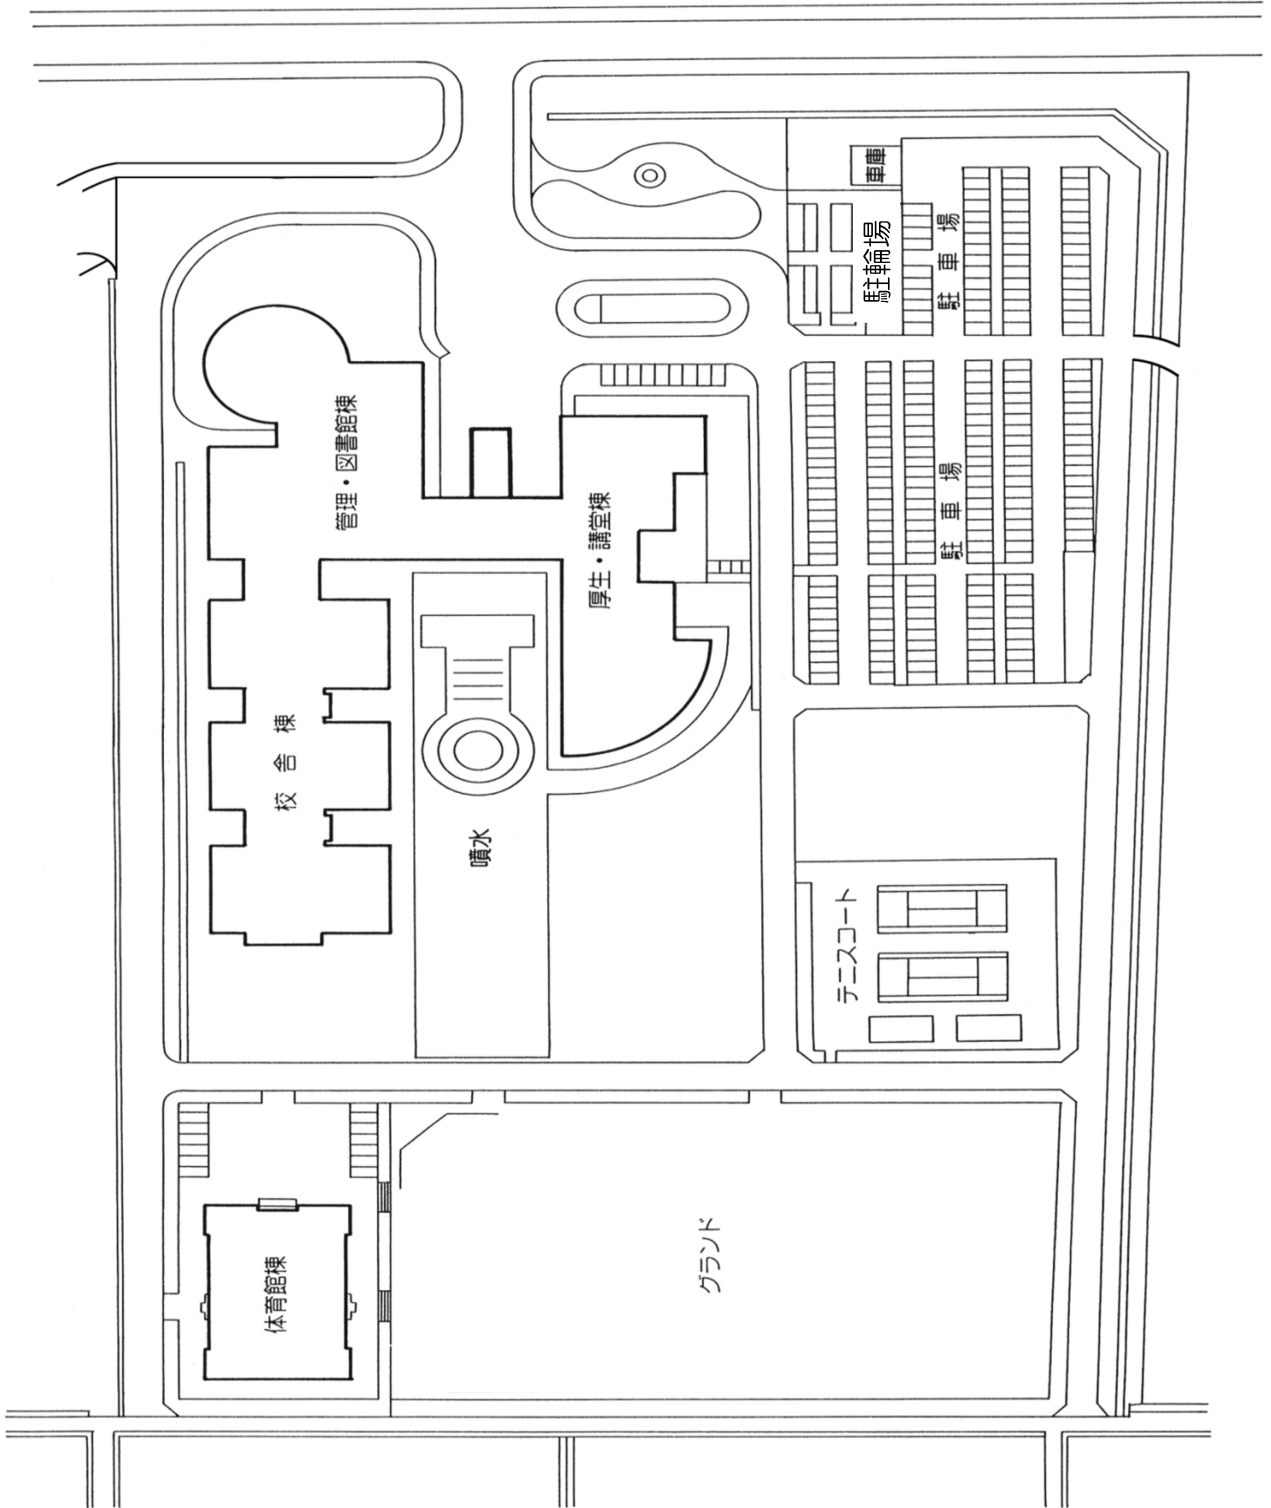 車庫
駐輪場
駐車場
管理・図書館棟
厚生・講堂棟
駐車場
校舎棟
噴水
テニスコート
グランド
体育館棟